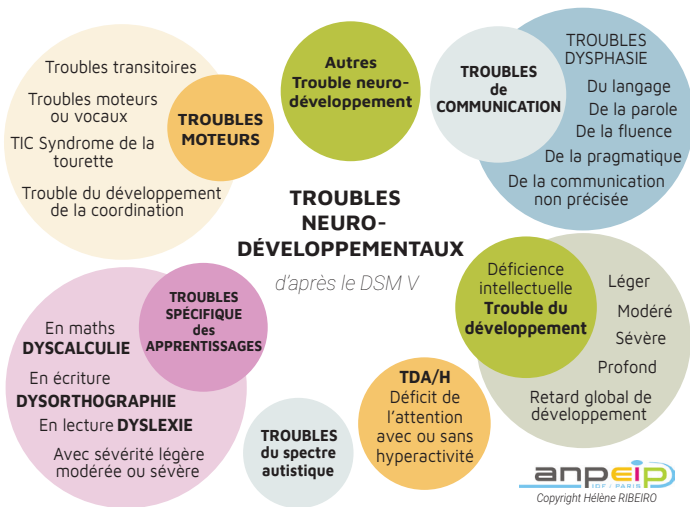 Troubles transitoires
Troubles moteurs
ou vocaux
TIC Syndrome de la
tourette
Trouble du développement
de la coordination
TROUBLES
MOTEURS
Autres
Trouble neuro-
développement
TROUBLES
de
COMMUNICATION
TROUBLES
DYSPHASIE
Du langage
De la parole
De la fluence
De la pragmatique
De la communication
non précisée
TROUBLES
NEURO-
DÉVELOPPEMENTAUX
d'après le DSM V
TROUBLES
SPÉCIFIQUE
des
APPRENTISSAGES
En maths
DYSCALCULIE
En écriture
DYSORTHOGRAPHIE
En lecture DYSLEXIE
Avec sévérité légère
modérée ou sévère
TROUBLES
du spectre
autistique
TDA/H
Déficit de
l'attention
avec ou sans
hyperactivité
Déficience
intellectuelle
Trouble du
développement
Léger
Modéré
Sévère
Profond
Retard global de
développement
anpeip
IDF / PARIS
Copyright Hélène RIBEIRO